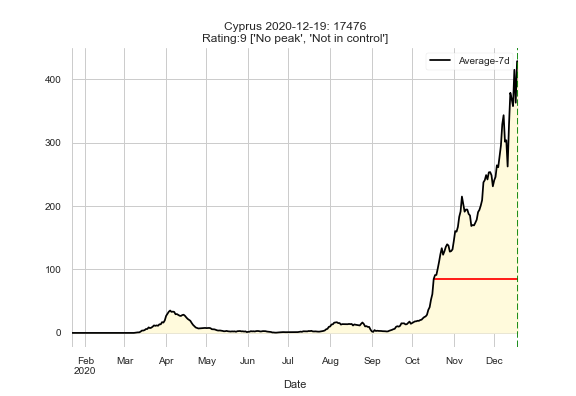 Cyprus 2020-12-19: 17476
Rating:9 ['No peak', 'Not in control']
Average-7d
400
300
200
100
0
Feb Mar Apr May Jun Jul Aug Sep Oct Nov Dec
2020
Date